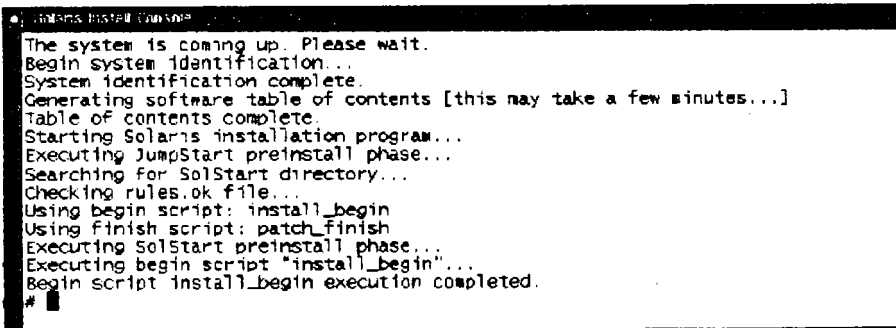 Solaris Install Console
The system is coming up. Please wait.
Begin system identification...
System identification complete.
Generating software table of contents [this may take a few minutes...]
Table of contents complete.
Starting Solaris installation program...
Executing JumpStart preinstall phase...
Searching for SolStart directory...
Checking rules.ok file...
Using begin script: install_begin
Using finish script: patch_finish
Executing SolStart preinstall phase...
Executing begin script "install_begin"...
Begin script install_begin execution completed.
#